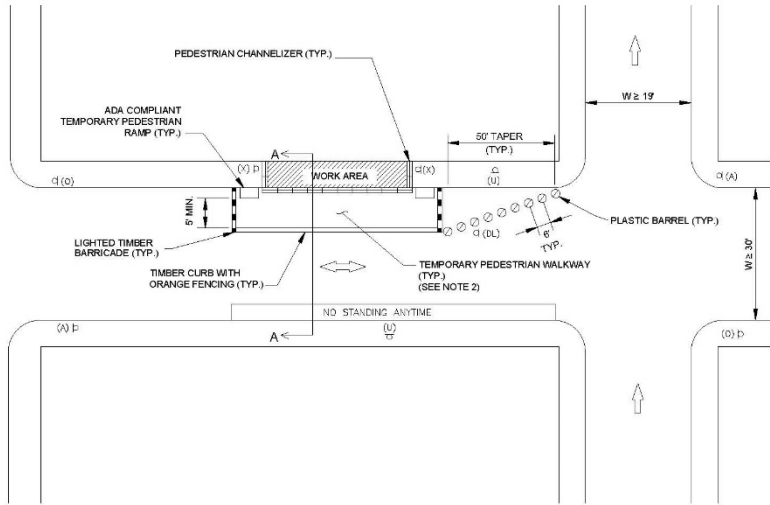 PEDESTRIAN CHANNELIZER (TYP.)
ADA COMPLIANT
TEMPORARY PEDESTRIAN
RAMP (TYP.)
W ≥ 19'
50' TAPER
(TYP.)
A
(X)
(X)
WORK AREA
(U)
(O)
(A)
5' MIN.
PLASTIC BARREL (TYP.)
(DL)
6'
TYP.
LIGHTED TIMBER
BARRICADE (TYP.)
TIMBER CURB WITH
ORANGE FENCING (TYP.)
TEMPORARY PEDESTRIAN WALKWAY
(TYP.)
(SEE NOTE 2)
W ≥ 30'
NO STANDING ANYTIME
(A)
A
(U)
(O)